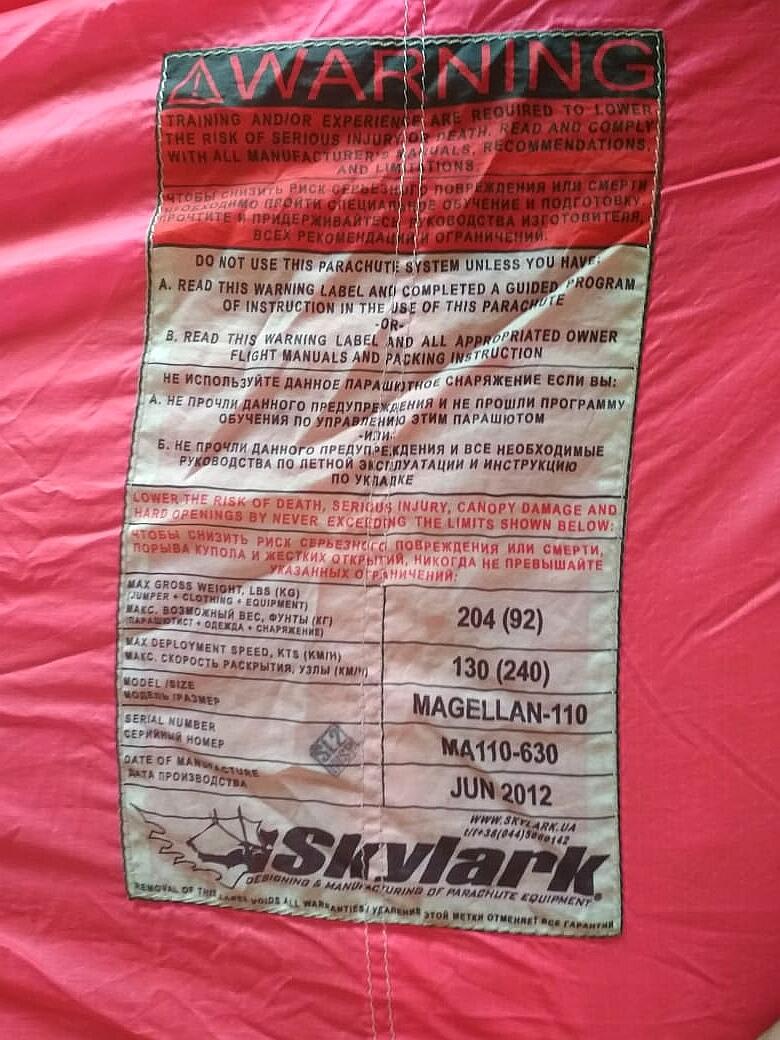 WARNING
TRAINING AND/OR EXPERIENCE ARE REQUIRED TO LOWER
THE RISK OF SERIOUS INJURY OR DEATH. READ AND COMPLY
WITH ALL MANUFACTURER'S MANUALS, RECOMMENDATIONS,
AND LIMITATIONS.
ЧТОБЫ СНИЗИТЬ РИСК СЕРЬЕЗНОГО ПОВРЕЖДЕНИЯ ИЛИ СМЕРТИ
НЕОБХОДИМО ПРОЙТИ СПЕЦИАЛЬНОЕ ОБУЧЕНИЕ И ПОДГОТОВКУ.
ПРОЧТИТЕ И ПРИДЕРЖИВАЙТЕСЬ РУКОВОДСТВА ИЗГОТОВИТЕЛЯ,
ВСЕХ РЕКОМЕНДАЦИЙ И ОГРАНИЧЕНИЙ.
DO NOT USE THIS PARACHUTE SYSTEM UNLESS YOU HAVE:
A. READ THIS WARNING LABEL AND COMPLETED A GUIDED PROGRAM
OF INSTRUCTION IN THE USE OF THIS PARACHUTE
-OR-
B. READ THIS WARNING LABEL AND ALL APPROPRIATED OWNER
FLIGHT MANUALS AND PACKING INSTRUCTION
НЕ ИСПОЛЬЗУЙТЕ ДАННОЕ ПАРАШЮТНОЕ СНАРЯЖЕНИЕ ЕСЛИ ВЫ:
А. НЕ ПРОЧЛИ ДАННОГО ПРЕДУПРЕЖДЕНИЯ И НЕ ПРОШЛИ ПРОГРАММУ
ОБУЧЕНИЯ ПО УПРАВЛЕНИЮ ЭТИМ ПАРАШЮТОМ
-ИЛИ-
Б. НЕ ПРОЧЛИ ДАННОГО ПРЕДУПРЕЖДЕНИЯ И ВСЕ НЕОБХОДИМЫЕ
РУКОВОДСТВА ПО ЛЕТНОЙ ЭКСПЛУАТАЦИИ И ИНСТРУКЦИЮ
ПО УКЛАДКЕ
LOWER THE RISK OF DEATH, SERIOUS INJURY, CANOPY DAMAGE AND
HARD OPENINGS BY NEVER EXCEEDING THE LIMITS SHOWN BELOW:
ЧТОБЫ СНИЗИТЬ РИСК СЕРЬЕЗНОГО ПОВРЕЖДЕНИЯ ИЛИ СМЕРТИ,
ПОРЫВА КУПОЛА И ЖЕСТКИХ ОТКРЫТИЙ, НИКОГДА НЕ ПРЕВЫШАЙТЕ
УКАЗАННЫХ ОГРАНИЧЕНИЙ:
MAX GROSS WEIGHT, LBS (KG)
(JUMPER + CLOTHING + EQUIPMENT)
МАКС. ВОЗМОЖНЫЙ ВЕС, ФУНТЫ (КГ)
(ПАРАШЮТИСТ + ОДЕЖДА + СНАРЯЖЕНИЕ)
204 (92)
MAX DEPLOYMENT SPEED, KTS (KM/H)
МАКС. СКОРОСТЬ РАСКРЫТИЯ, УЗЛЫ (КМ/Ч)
130 (240)
MODEL /SIZE
МОДЕЛЬ /РАЗМЕР
MAGELLAN-110
SERIAL NUMBER
СЕРИЙНЫЙ НОМЕР
MA110-630
DATE OF MANUFACTURE
ДАТА ПРОИЗВОДСТВА
JUN 2012
WWW.SKYLARK.UA
Skylark
DESIGNING & MANUFACTURING OF PARACHUTE EQUIPMENT
REMOVAL OF THIS LABEL VOIDS ALL WARRANTIES/ УДАЛЕНИЕ ЭТОЙ МЕТКИ ОТМЕНЯЕТ ВСЕ ГАРАНТИИ